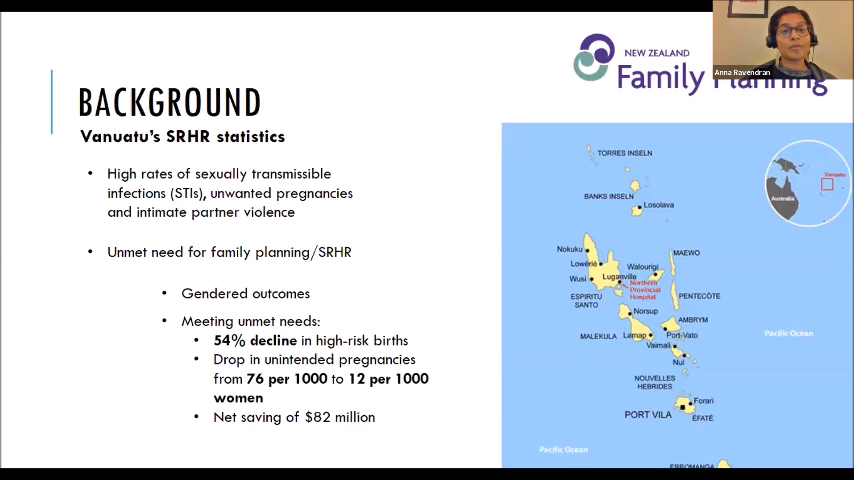 BACKGROUND
Vanuatu's SRHR statistics
• High rates of sexually transmissible
infections (STIs), unwanted pregnancies
and intimate partner violence
• Unmet need for family planning/SRHR
• Gendered outcomes
• Meeting unmet needs:
• 54% decline in high-risk births
• Drop in unintended pregnancies
from 76 per 1000 to 12 per 1000
women
• Net saving of $82 million
NEW ZEALAND
Family Planning
Anna Ravendran
TORRES INSELN
BANKS INSELN
Losolava
Vanuatu
Australia
Nokuku
Lowérié
Wusi
Luganville
Walourigi
MAEWO
Northern
Provincial
Hospital
ESPIRITU
SANTO
PENTECÔTE
Norsup
AMBRYM
MALEKULA
Lamap
Port-Vato
Vaimali
Nul
Pacific Ocean
NOUVELLES
HEBRIDES
Forari
PORT VILA
ÉFATÉ
Pacific Ocean
ERROMANGA